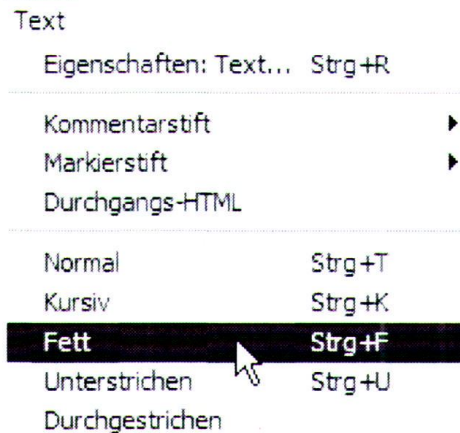 Text
Eigenschaften: Text... Strg+R
Kommentarstift
Markierstift
Durchgangs-HTML
Normal Strg+T
Kursiv Strg+K
Fett Strg+F
Unterstrichen Strg+U
Durchgestrichen